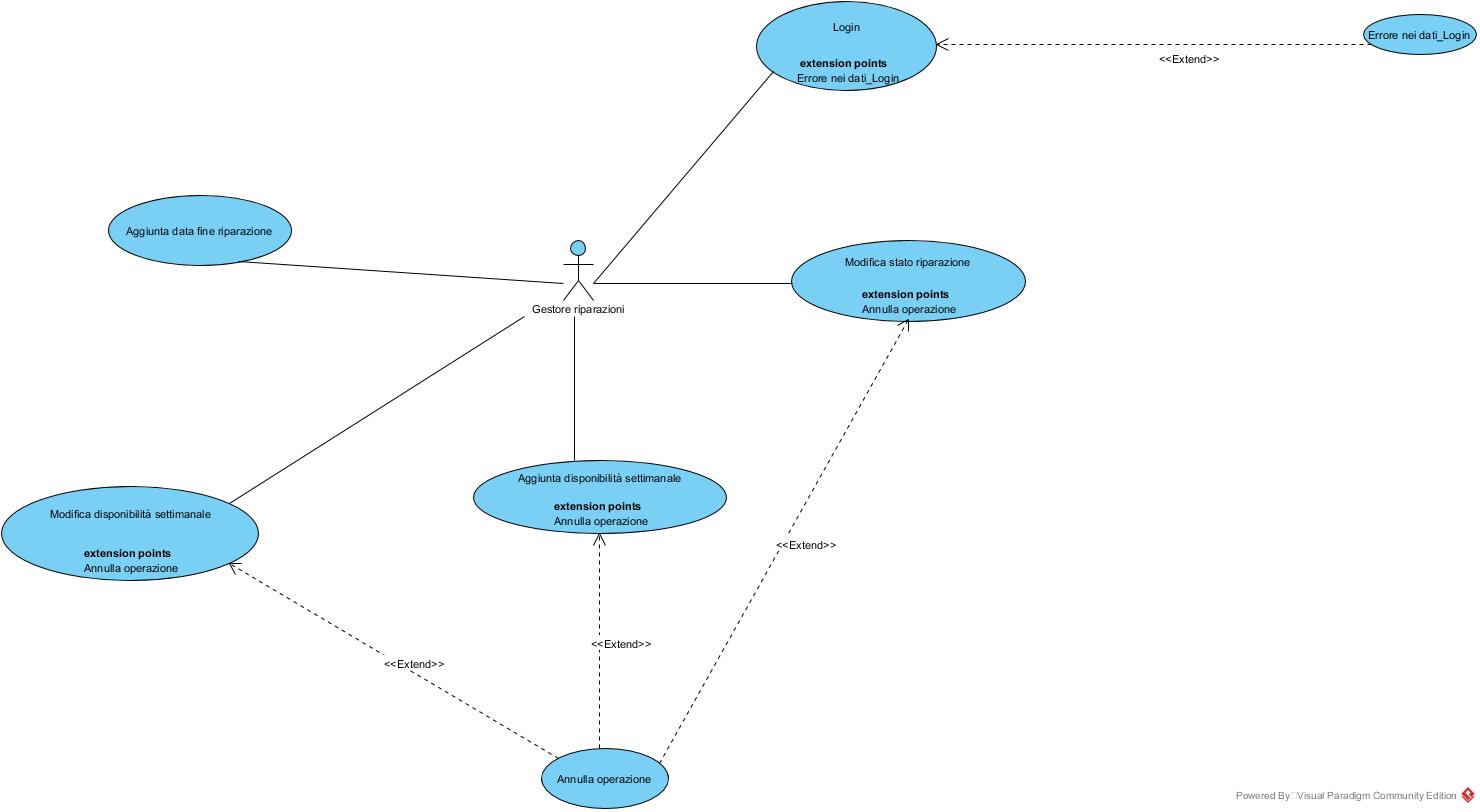 Login
extension points
Errore nei dati_Login
Errore nei dati_Login
<<Extend>>
Aggiunta data fine riparazione
Gestore riparazioni
Modifica stato riparazione
extension points
Annulla operazione
Aggiunta disponibilità settimanale
extension points
Annulla operazione
Modifica disponibilità settimanale
extension points
Annulla operazione
<<Extend>>
<<Extend>>
<<Extend>>
Annulla operazione
Powered By Visual Paradigm Community Edition